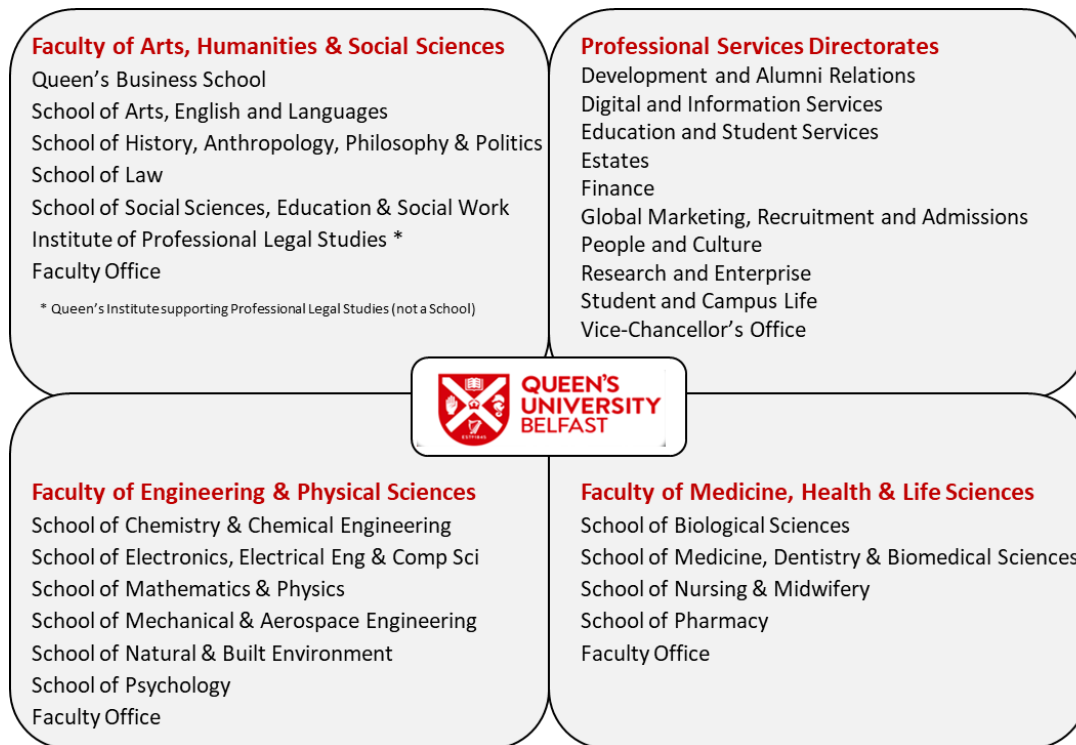 Faculty of Arts, Humanities & Social Sciences
Queen's Business School
School of Arts, English and Languages
School of History, Anthropology, Philosophy & Politics
School of Law
School of Social Sciences, Education & Social Work
Institute of Professional Legal Studies *
Faculty Office
* Queen's Institute supporting Professional Legal Studies (not a School)
Professional Services Directorates
Development and Alumni Relations
Digital and Information Services
Education and Student Services
Estates
Finance
Global Marketing, Recruitment and Admissions
People and Culture
Research and Enterprise
Student and Campus Life
Vice-Chancellor's Office
QUEEN'S
UNIVERSITY
BELFAST
ESTD 1845
Faculty of Engineering & Physical Sciences
School of Chemistry & Chemical Engineering
School of Electronics, Electrical Eng & Comp Sci
School of Mathematics & Physics
School of Mechanical & Aerospace Engineering
School of Natural & Built Environment
School of Psychology
Faculty Office
Faculty of Medicine, Health & Life Sciences
School of Biological Sciences
School of Medicine, Dentistry & Biomedical Sciences
School of Nursing & Midwifery
School of Pharmacy
Faculty Office